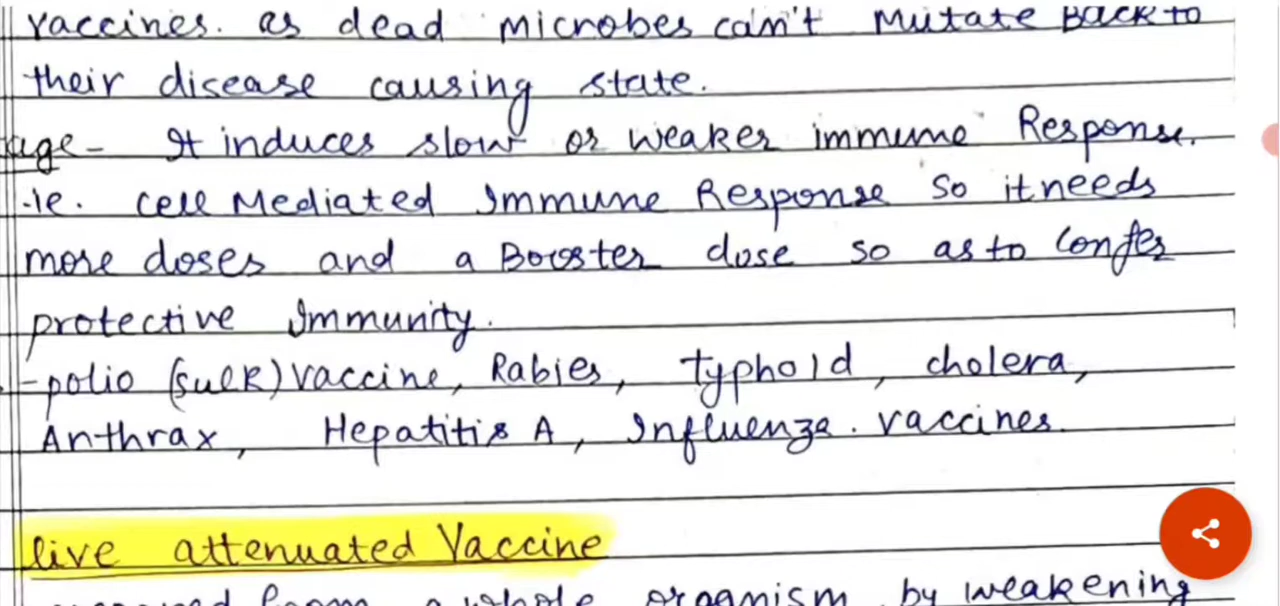 vaccines. as dead microbes can't mutate Back to
their disease causing state.
age- It induces slow or weaker immune Response.
.ie. cell Mediated Immune Response so it needs
more doses and a Booster dose so as to Confer
protective Immunity.
-polio (Salk) vaccine, Rabies, typhoid, cholera,
Anthrax, Hepatitis A, Influenza. vaccines.
live attenuated Vaccine
from a whole organism by weakening